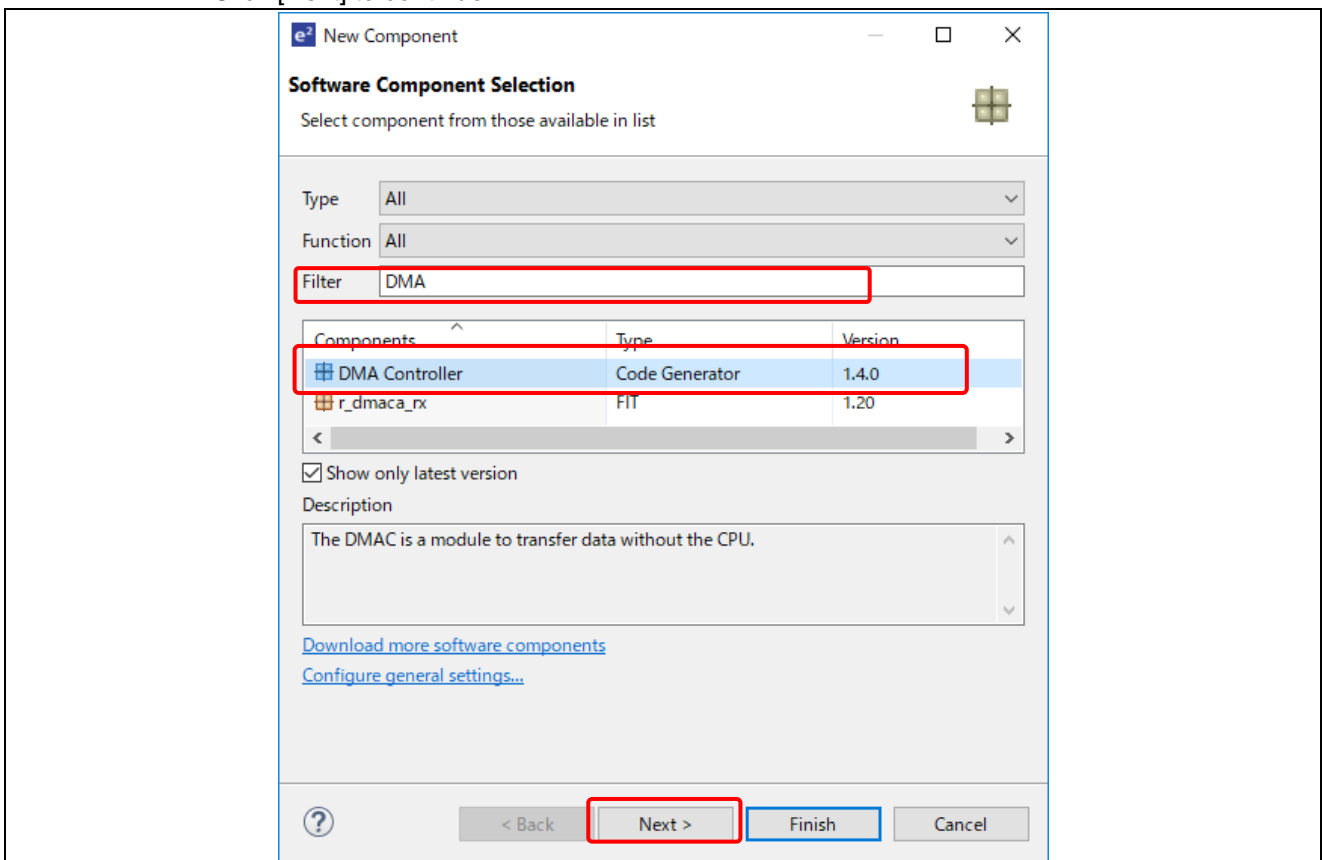 e² New Component
Software Component Selection
Select component from those available in list
Type All
Function All
Filter DMA
Components Type Version
DMA Controller Code Generator 1.4.0
r_dmaca_rx FIT 1.20
Show only latest version
Description
The DMAC is a module to transfer data without the CPU.
Download more software components
Configure general settings...
? < Back Next > Finish Cancel